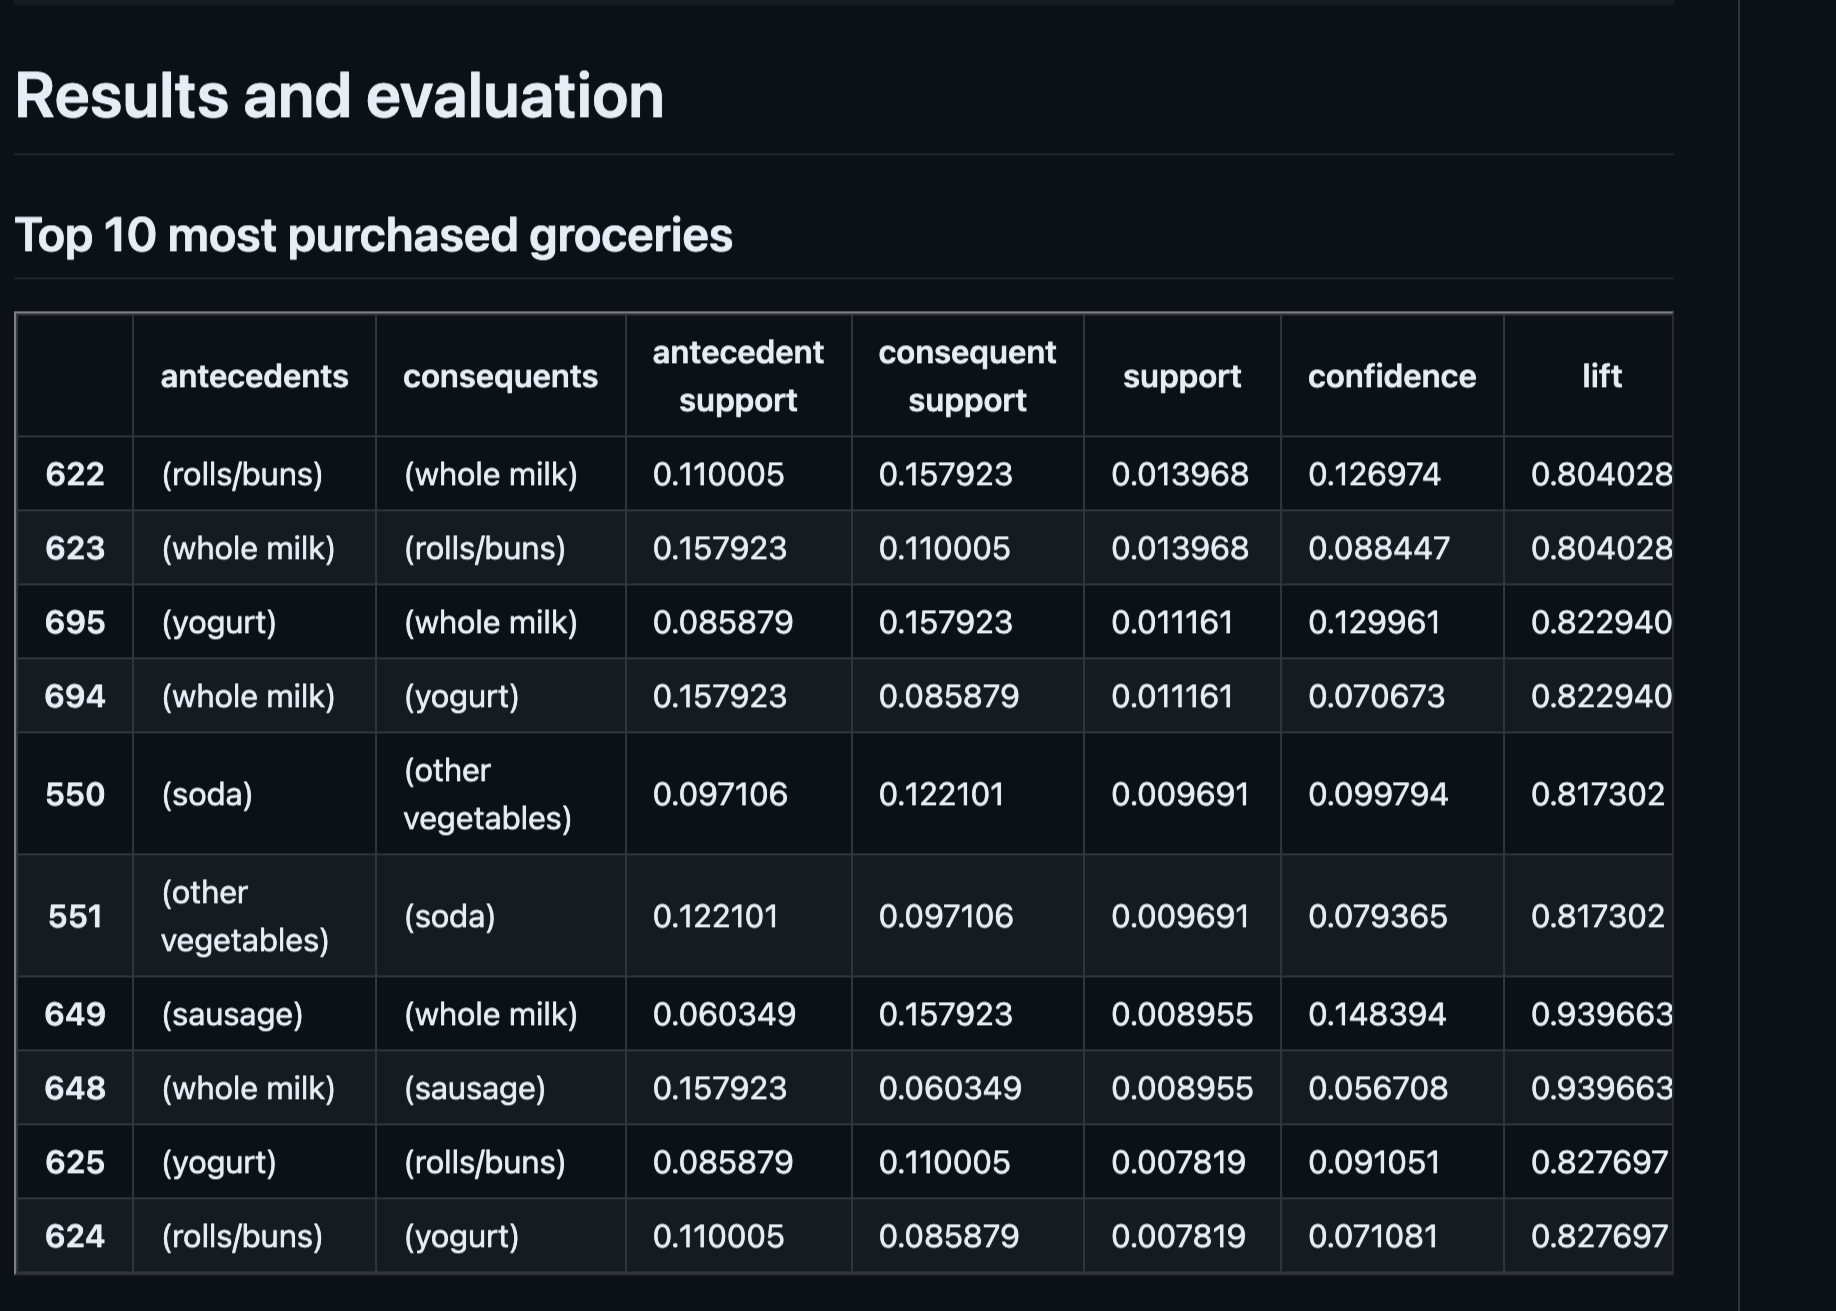 Results and evaluation
Top 10 most purchased groceries
antecedents consequents antecedent support consequent support support confidence lift
622 (rolls/buns) (whole milk) 0.110005 0.157923 0.013968 0.126974 0.804028
623 (whole milk) (rolls/buns) 0.157923 0.110005 0.013968 0.088447 0.804028
695 (yogurt) (whole milk) 0.085879 0.157923 0.011161 0.129961 0.822940
694 (whole milk) (yogurt) 0.157923 0.085879 0.011161 0.070673 0.822940
550 (soda) (other vegetables) 0.097106 0.122101 0.009691 0.099794 0.817302
551 (other vegetables) (soda) 0.122101 0.097106 0.009691 0.079365 0.817302
649 (sausage) (whole milk) 0.060349 0.157923 0.008955 0.148394 0.939663
648 (whole milk) (sausage) 0.157923 0.060349 0.008955 0.056708 0.939663
625 (yogurt) (rolls/buns) 0.085879 0.110005 0.007819 0.091051 0.827697
624 (rolls/buns) (yogurt) 0.110005 0.085879 0.007819 0.071081 0.827697